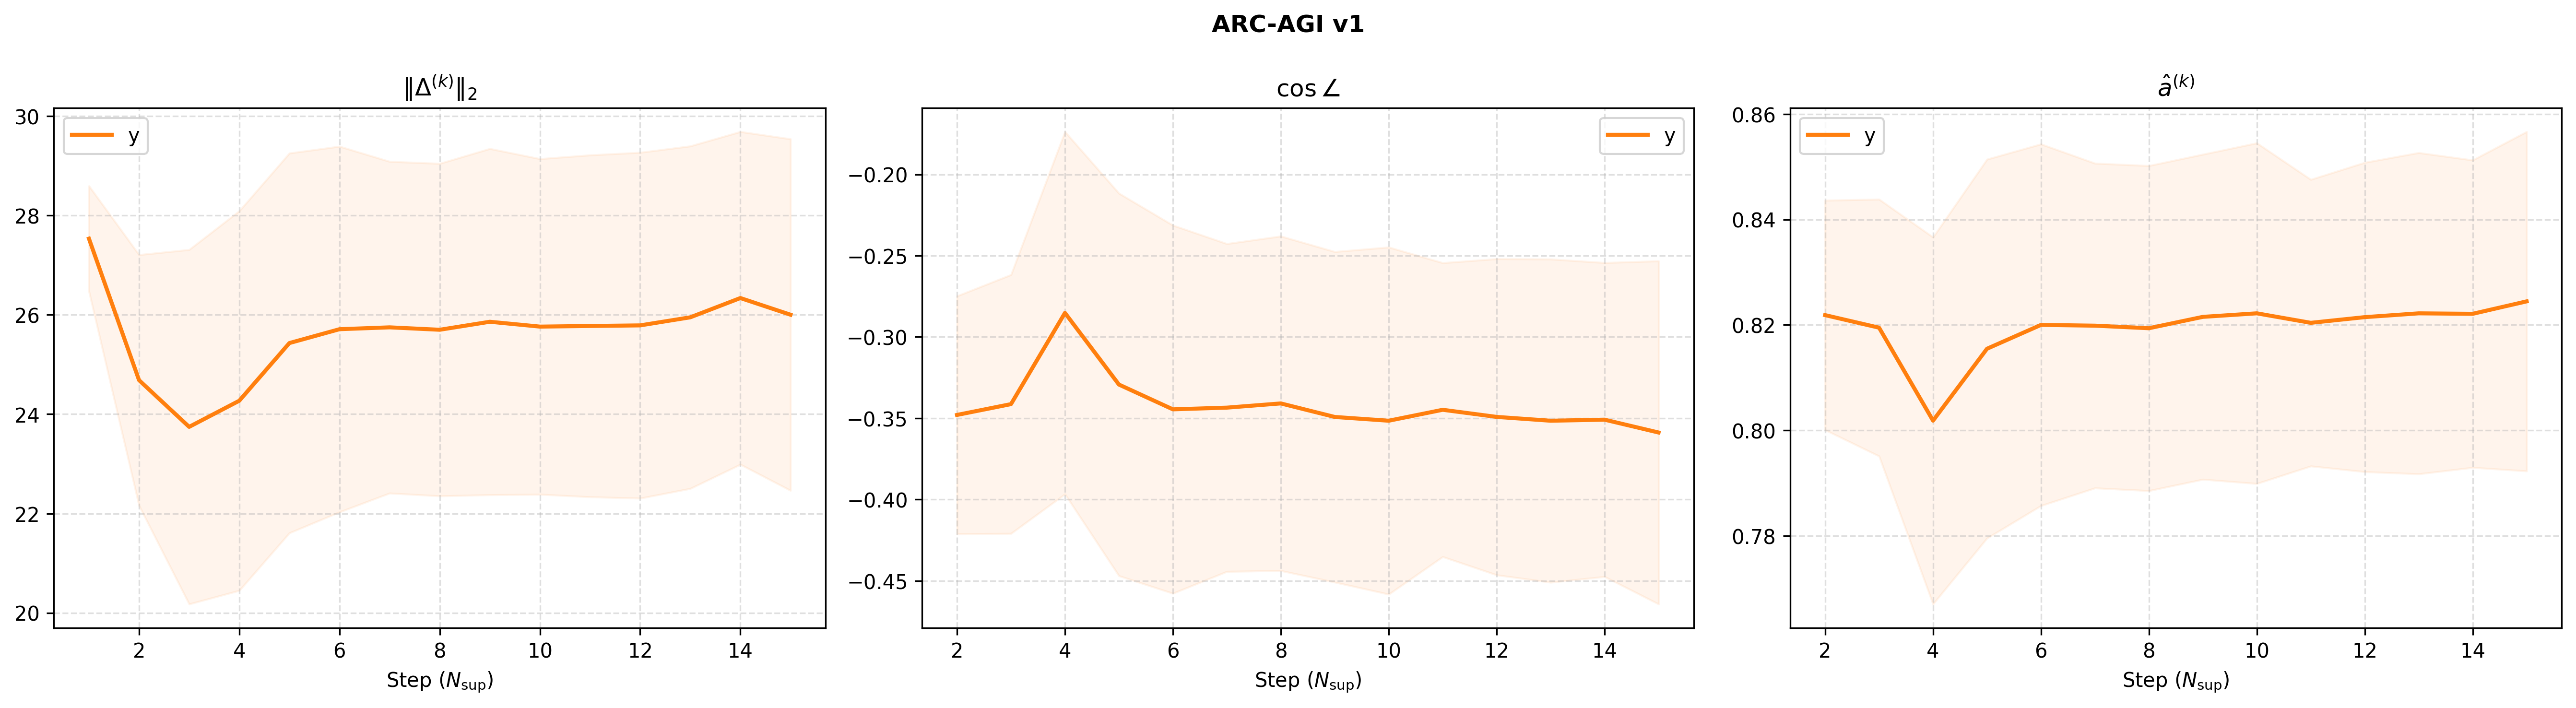 ARC-AGI v1
‖Δ^(k)‖₂
30
28
26
24
22
20
y
2 4 6 8 10 12 14
Step (N_sup)
cos ∠
−0.20
−0.25
−0.30
−0.35
−0.40
−0.45
y
2 4 6 8 10 12 14
Step (N_sup)
â^(k)
0.86
0.84
0.82
0.80
0.78
y
2 4 6 8 10 12 14
Step (N_sup)